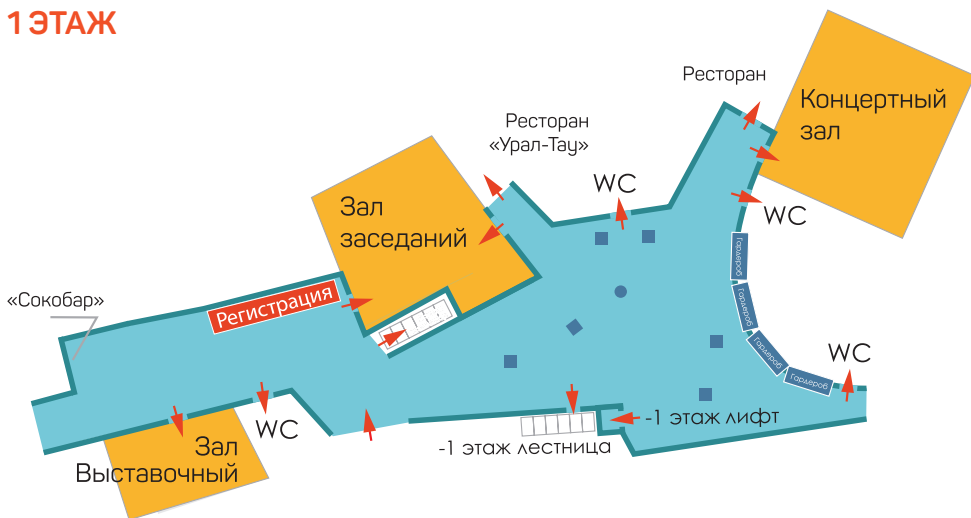 1 ЭТАЖ
Ресторан
Концертный
зал
Ресторан
«Урал-Тау»
WC
WC
Зал
заседаний
«Сокобар»
Регистрация
Гардероб
Гардероб
Гардероб
Гардероб
WC
WC
-1 этаж лифт
-1 этаж лестница
Зал
Выставочный